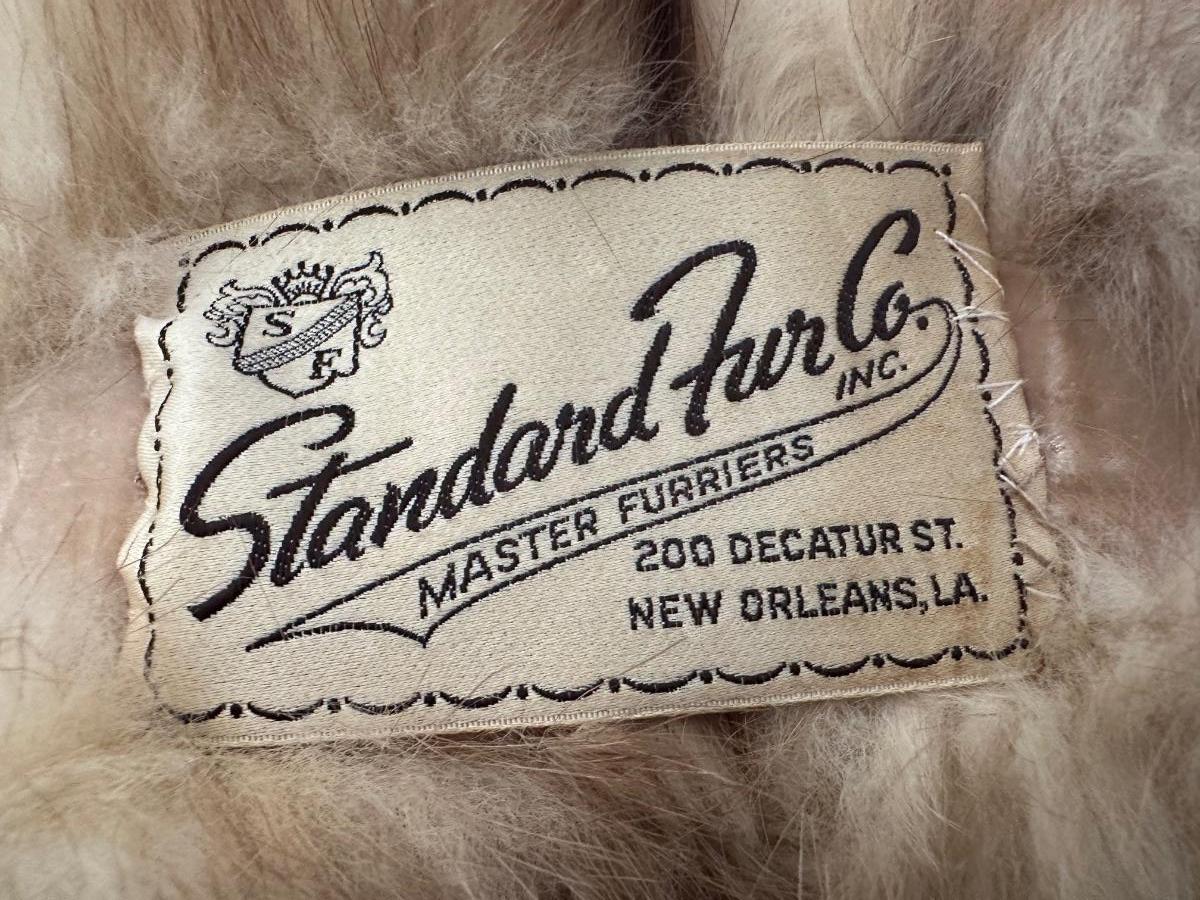 S
F
Standard Fur Co.
INC.
MASTER FURRIERS
200 DECATUR ST.
NEW ORLEANS, LA.